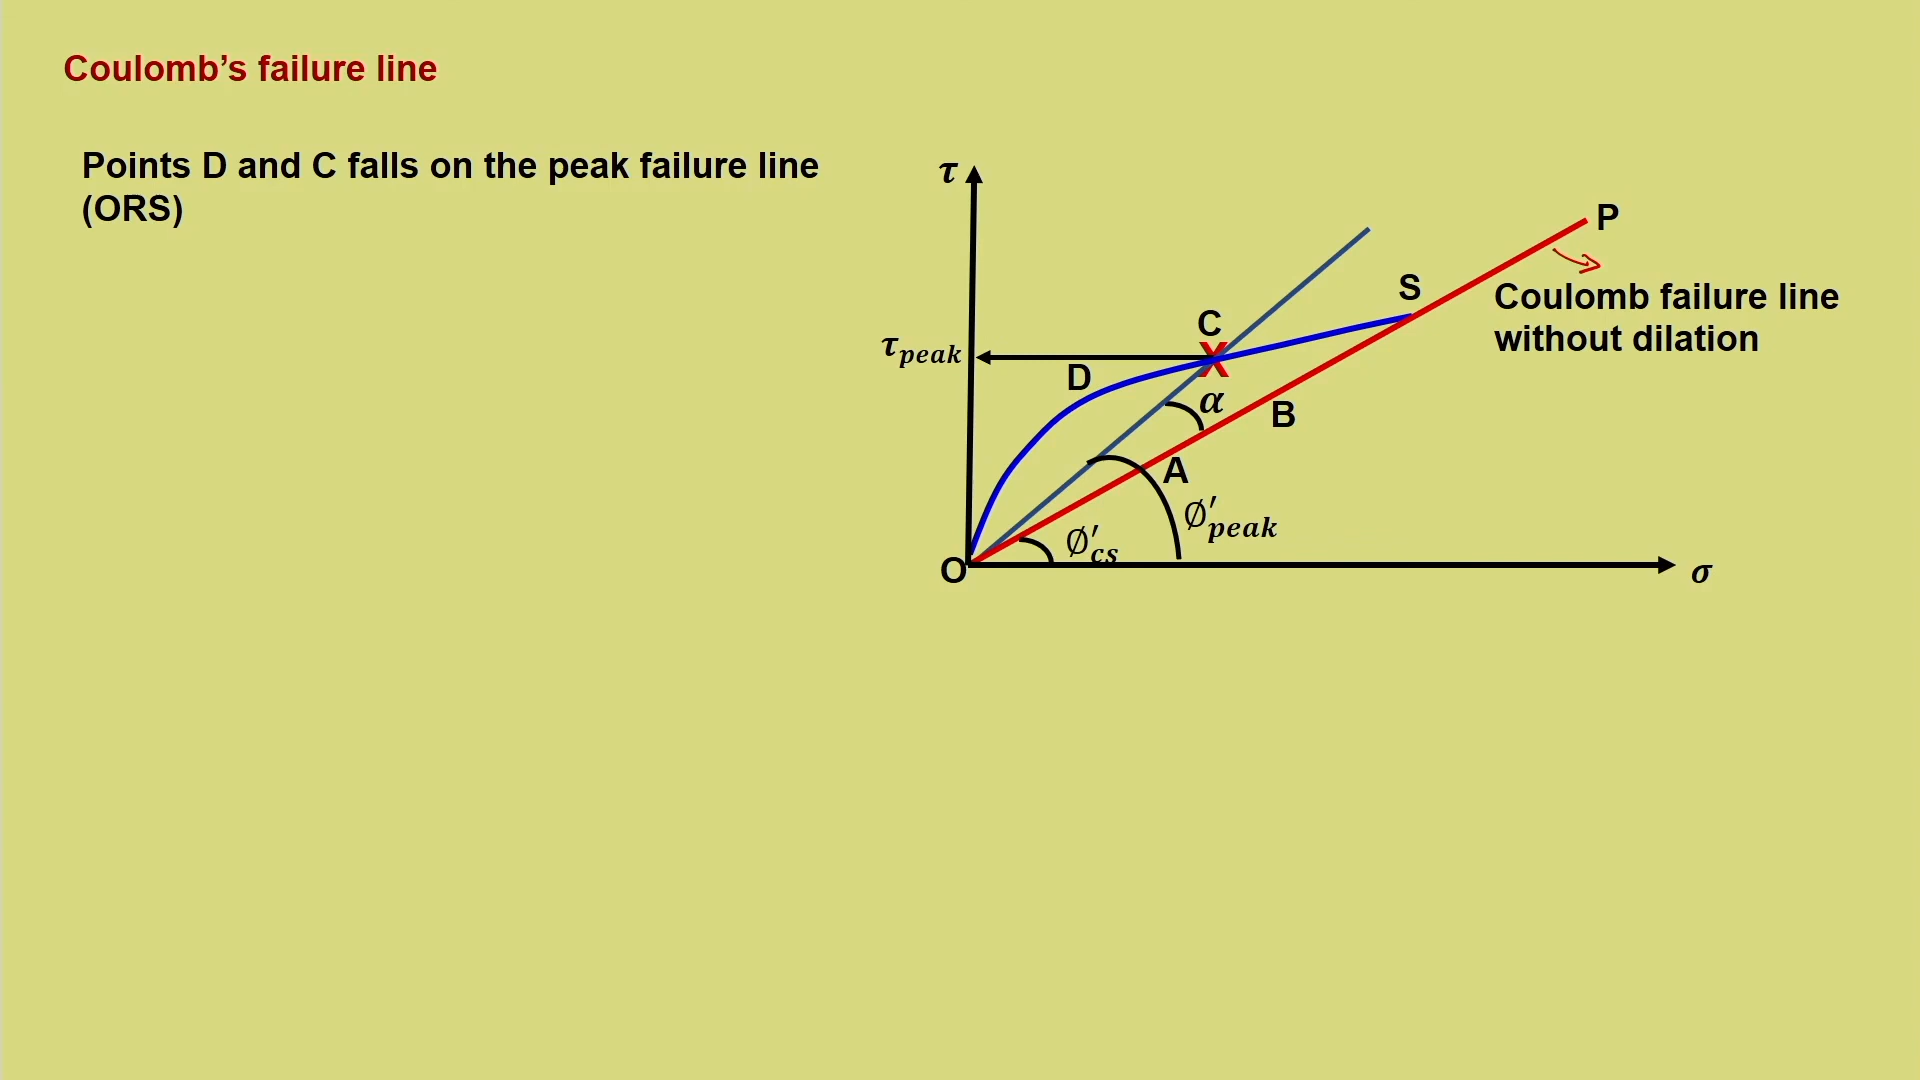 Coulomb’s failure line
Points D and C falls on the peak failure line
(ORS)
τ
P
S
Coulomb failure line
without dilation
C
X
τpeak
D
α
B
A
∅′peak
∅′cs
O
σ